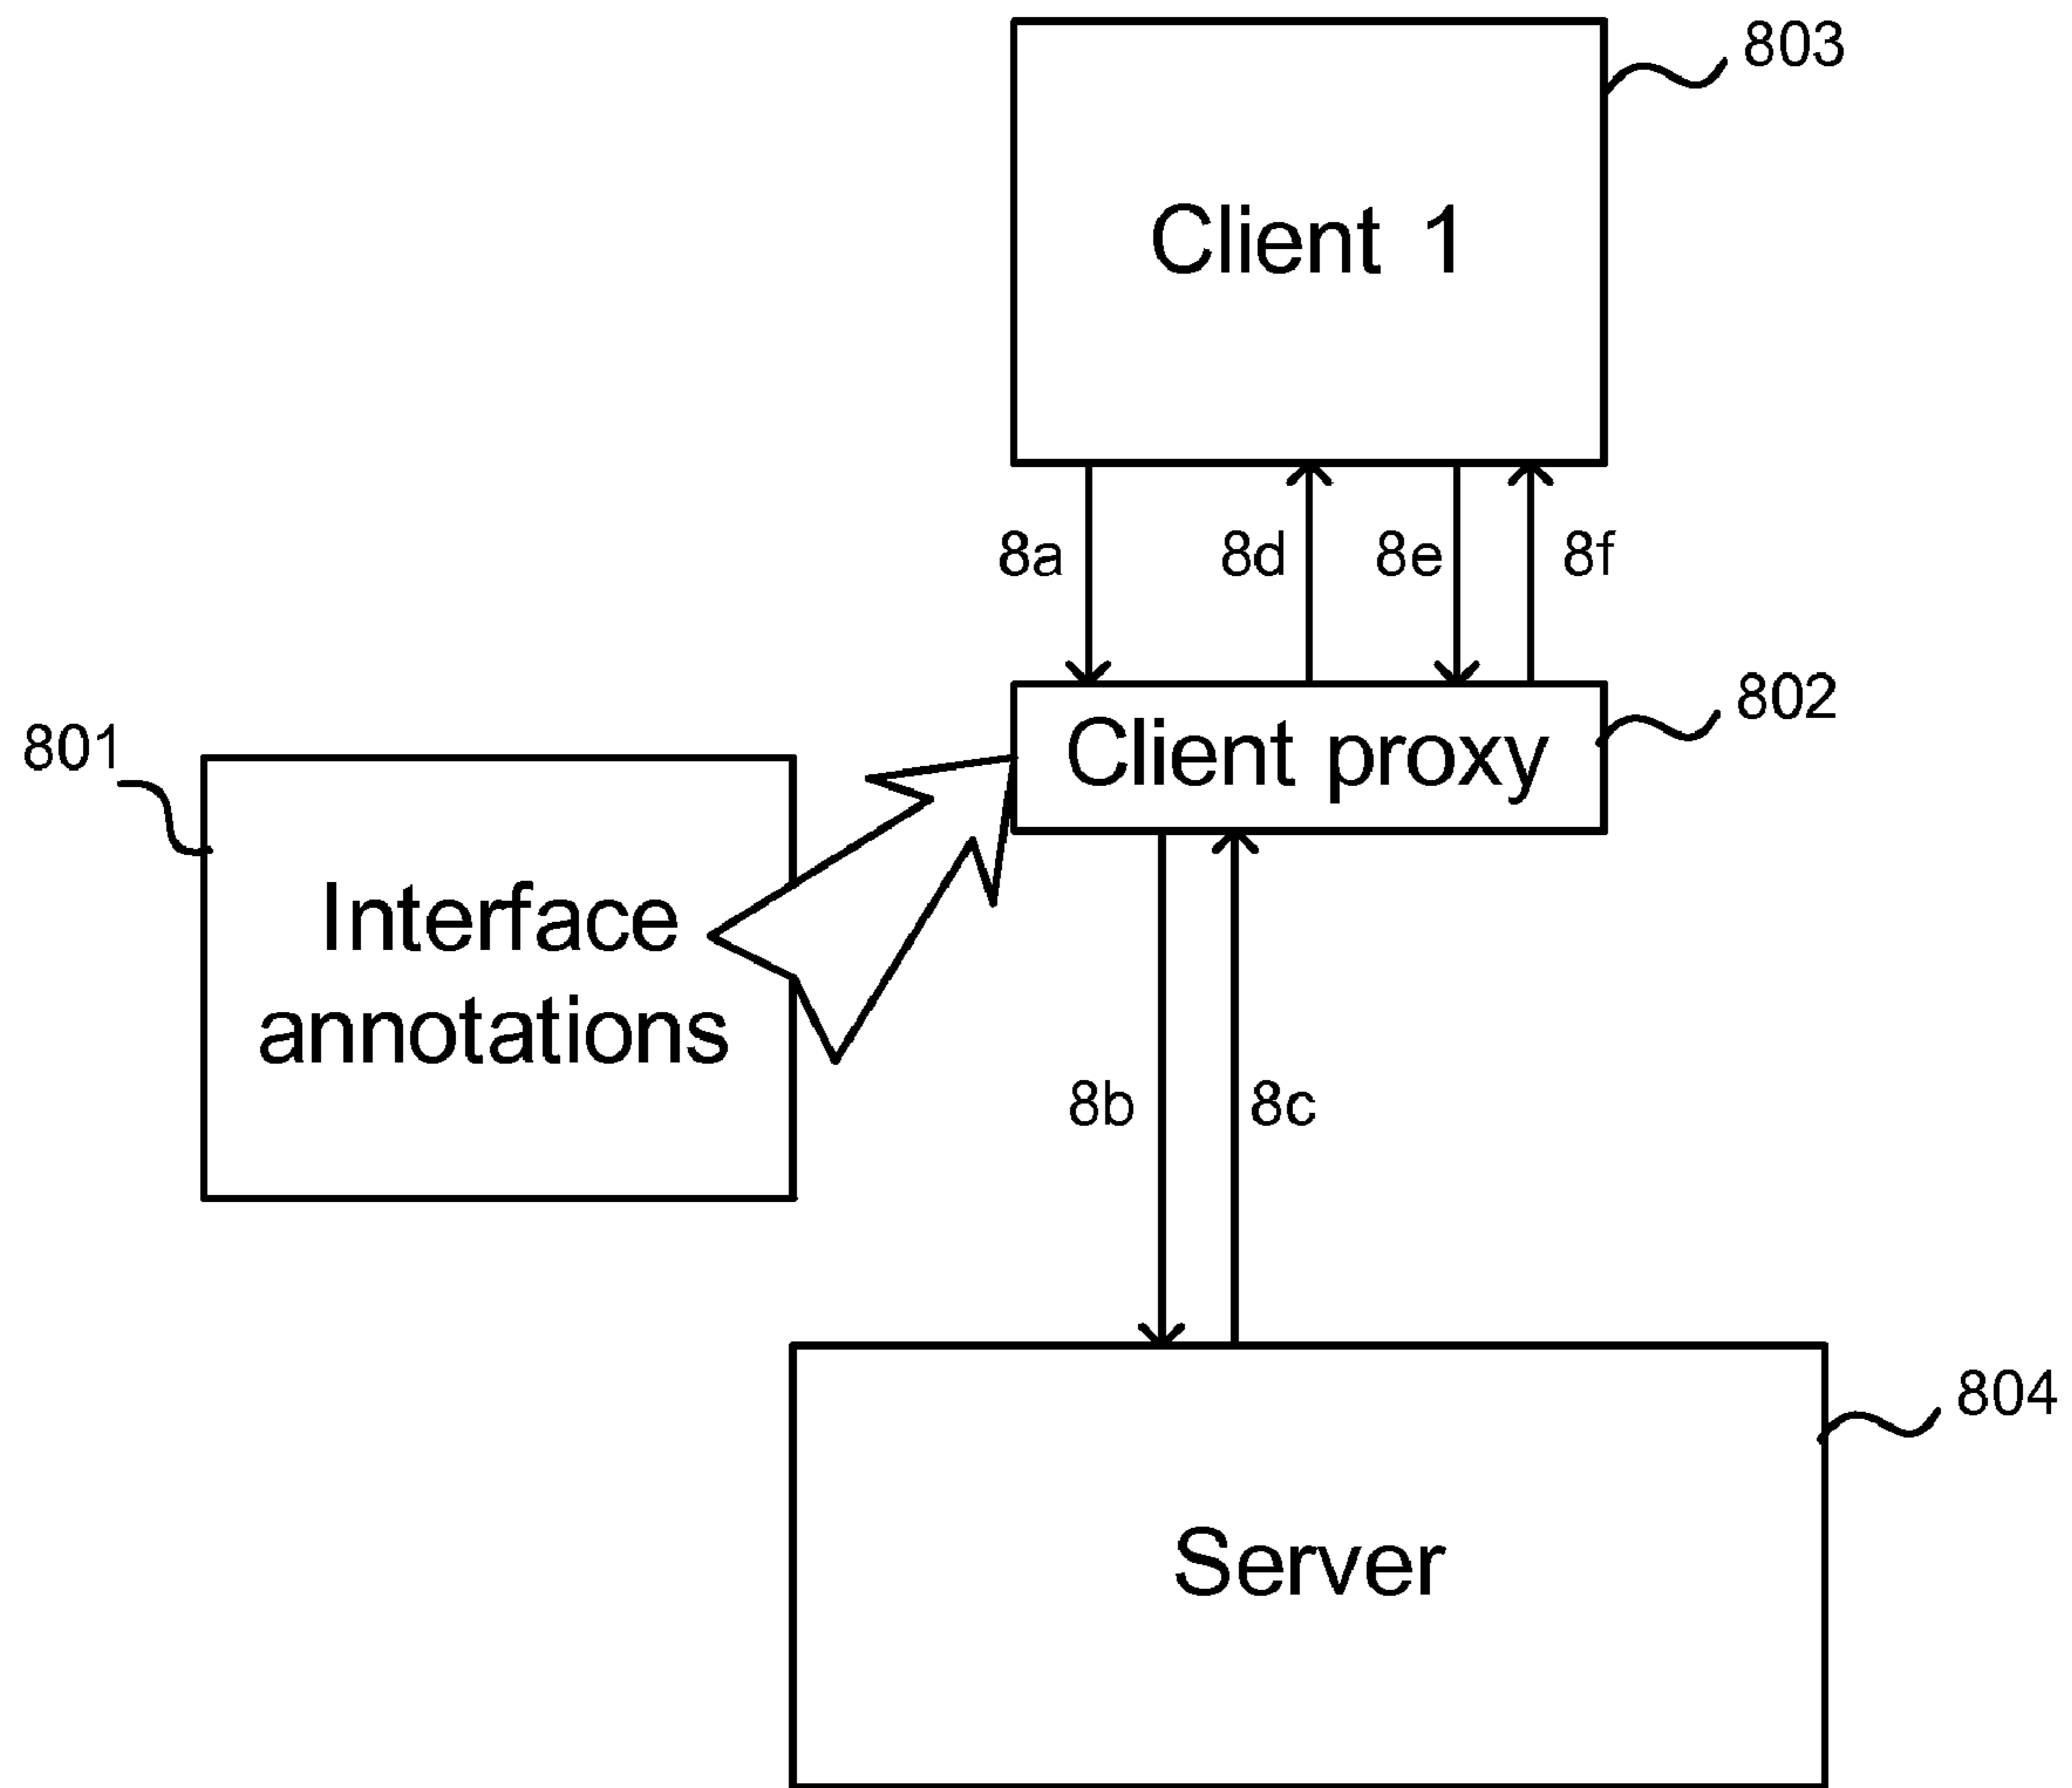 803
Client 1
8a
8d
8e
8f
802
Client proxy
801
Interface
annotations
8b
8c
804
Server